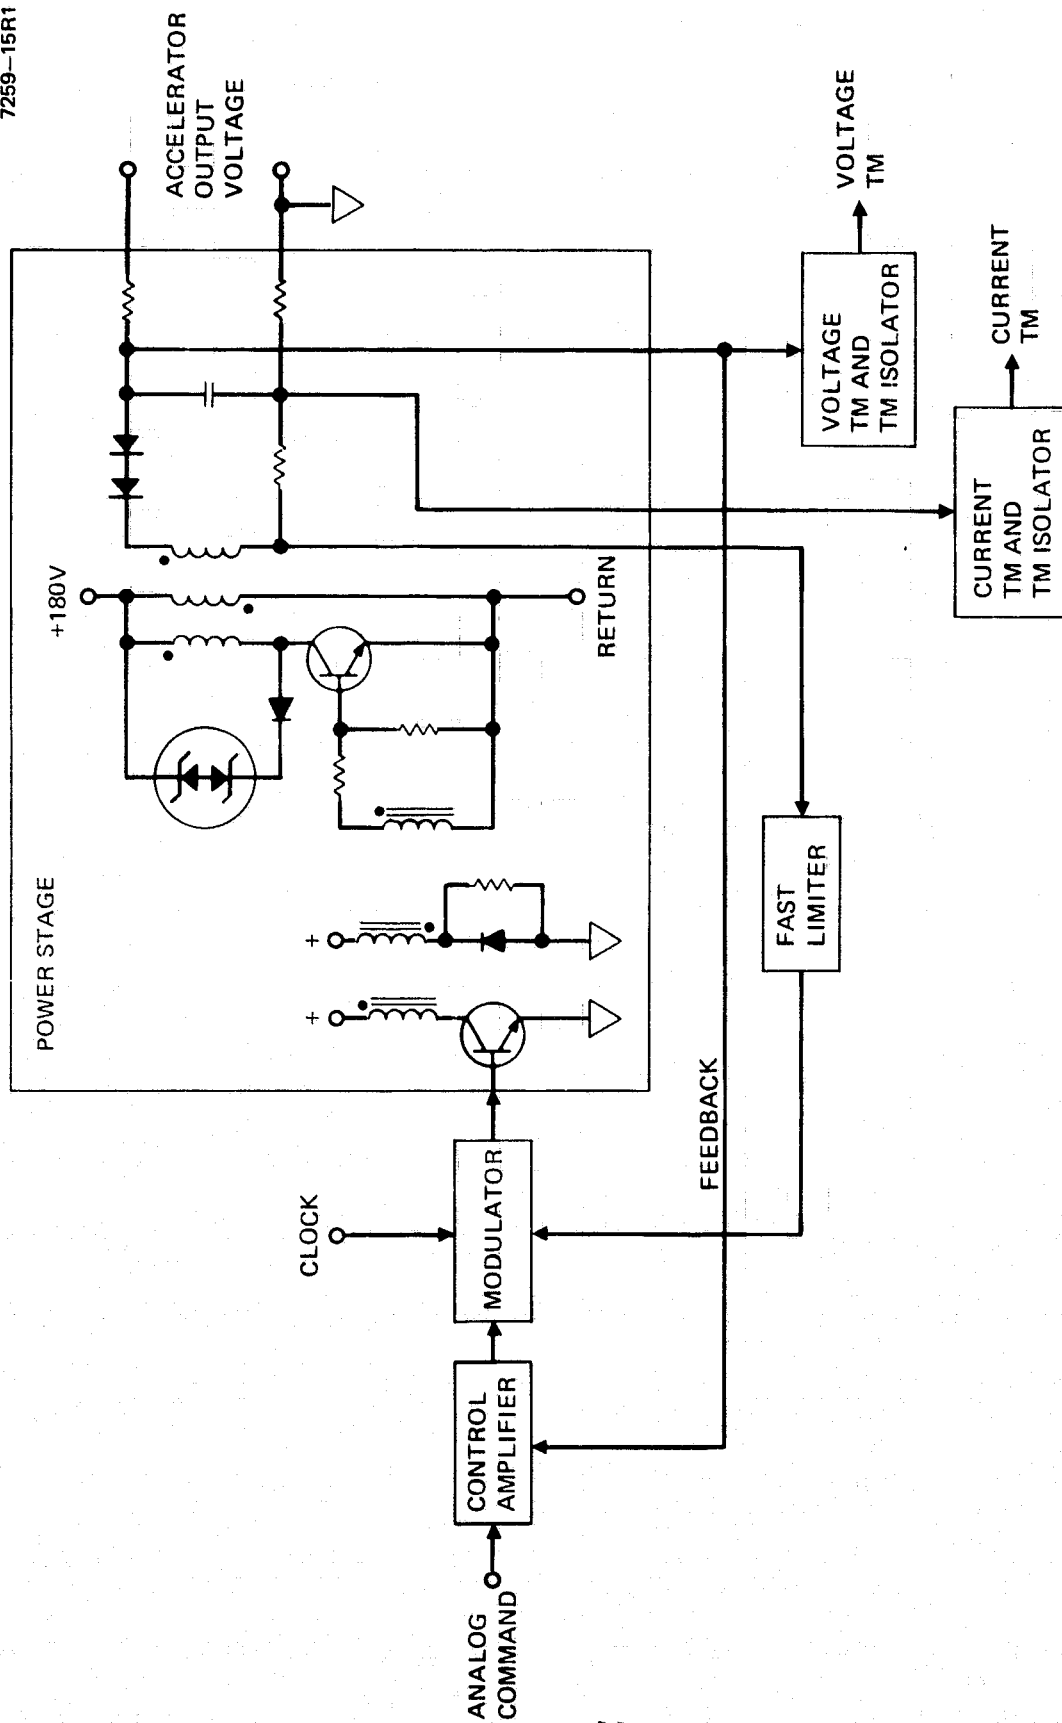 7259–15R1
POWER STAGE
+180V
ACCELERATOR
OUTPUT
VOLTAGE
+
+
CLOCK
RETURN
ANALOG
COMMAND
CONTROL
AMPLIFIER
MODULATOR
FEEDBACK
FAST
LIMITER
VOLTAGE
TM AND
TM ISOLATOR
VOLTAGE
TM
CURRENT
TM AND
TM ISOLATOR
CURRENT
TM